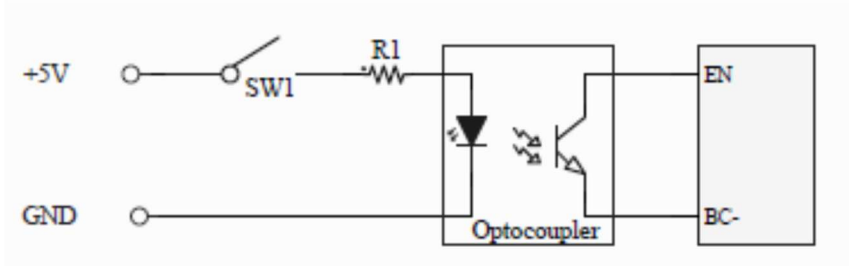 +5V
SW1
R1
EN
GND
Optocoupler
BC-